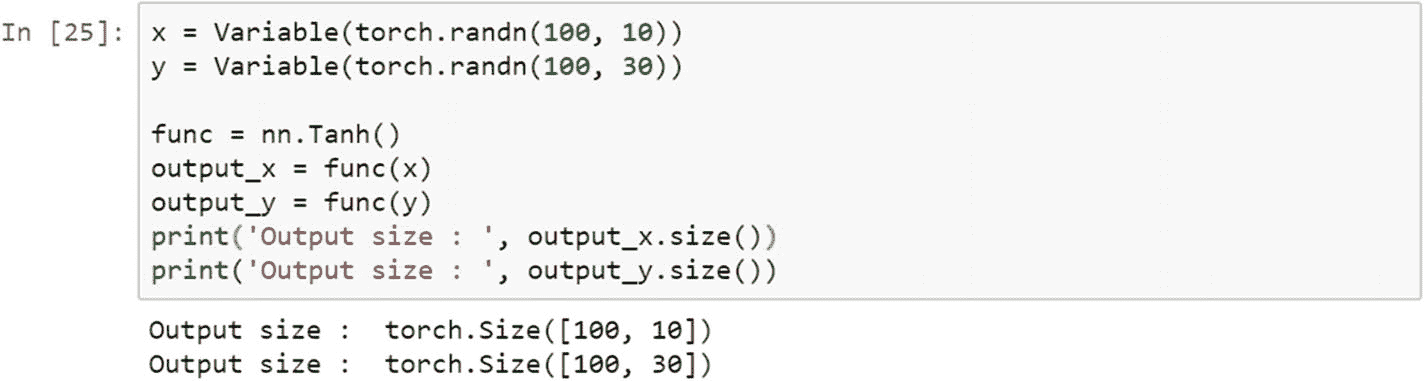 In [25]: x = Variable(torch.randn(100, 10))
y = Variable(torch.randn(100, 30))
func = nn.Tanh()
output_x = func(x)
output_y = func(y)
print('Output size : ', output_x.size())
print('Output size : ', output_y.size())
Output size :  torch.Size([100, 10])
Output size :  torch.Size([100, 30])